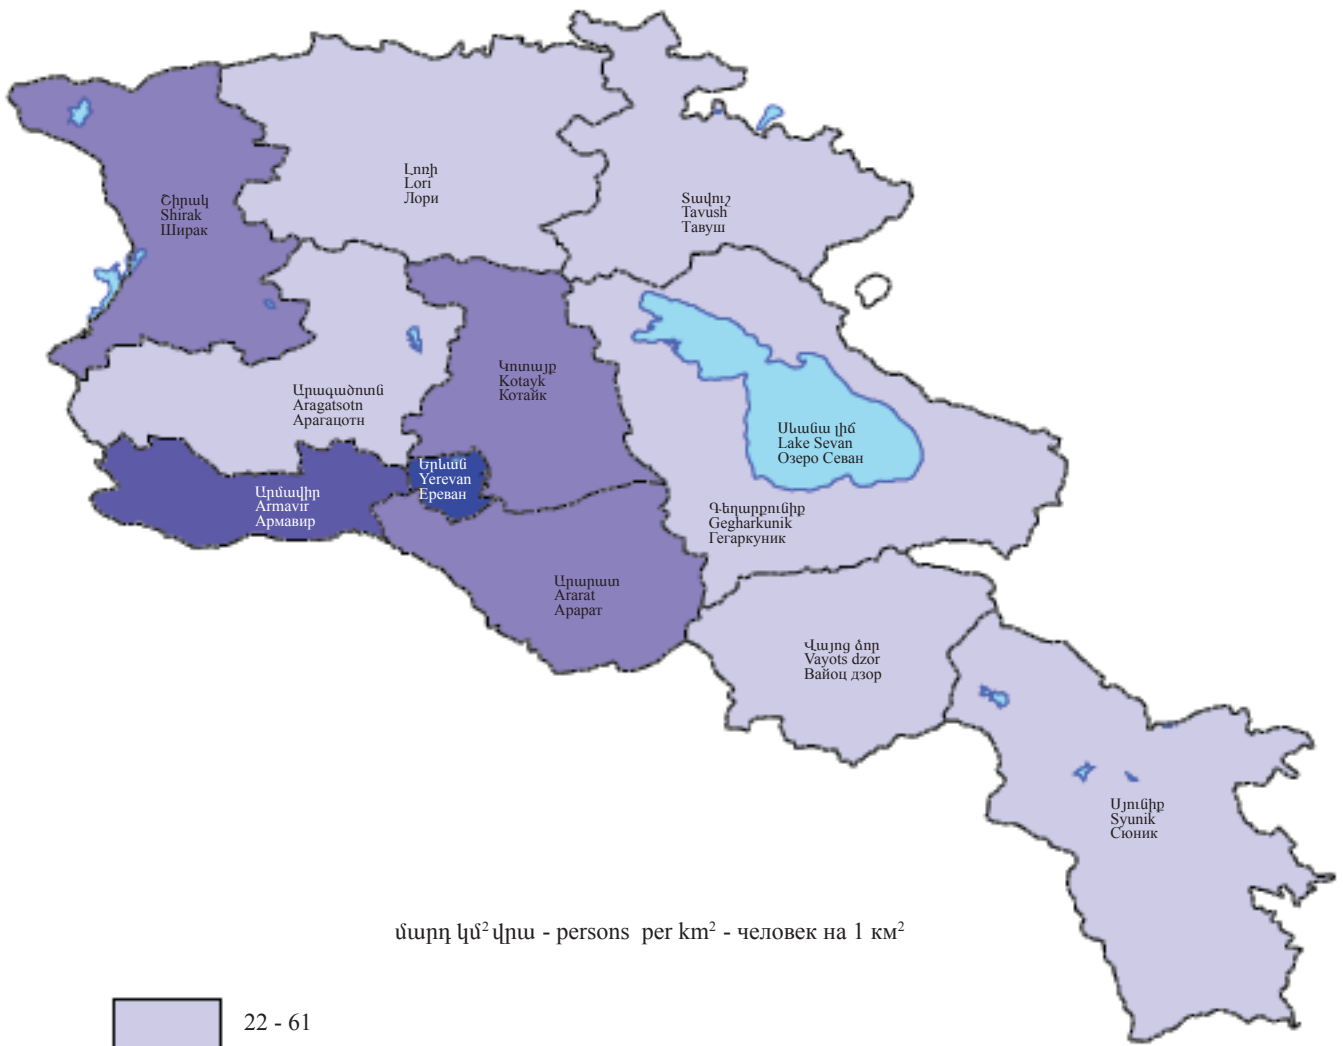 Լոռի
Lori
Лори
Շիրակ
Shirak
Ширак
Տավուշ
Tavush
Тавуш
Կոտայք
Kotayk
Котайк
Արագածոտն
Aragatsotn
Арагацотн
Սևանա լիճ
Lake Sevan
Озеро Севан
Երևան
Yerevan
Ереван
Արմավիր
Armavir
Армавир
Գեղարքունիք
Gegharkunik
Гегаркуник
Արարատ
Ararat
Арарат
Վայոց ձոր
Vayots dzor
Вайоц дзор
Սյունիք
Syunik
Сюник
մարդ կմ² վրա - persons per km² - человек на 1 км²
22 - 61